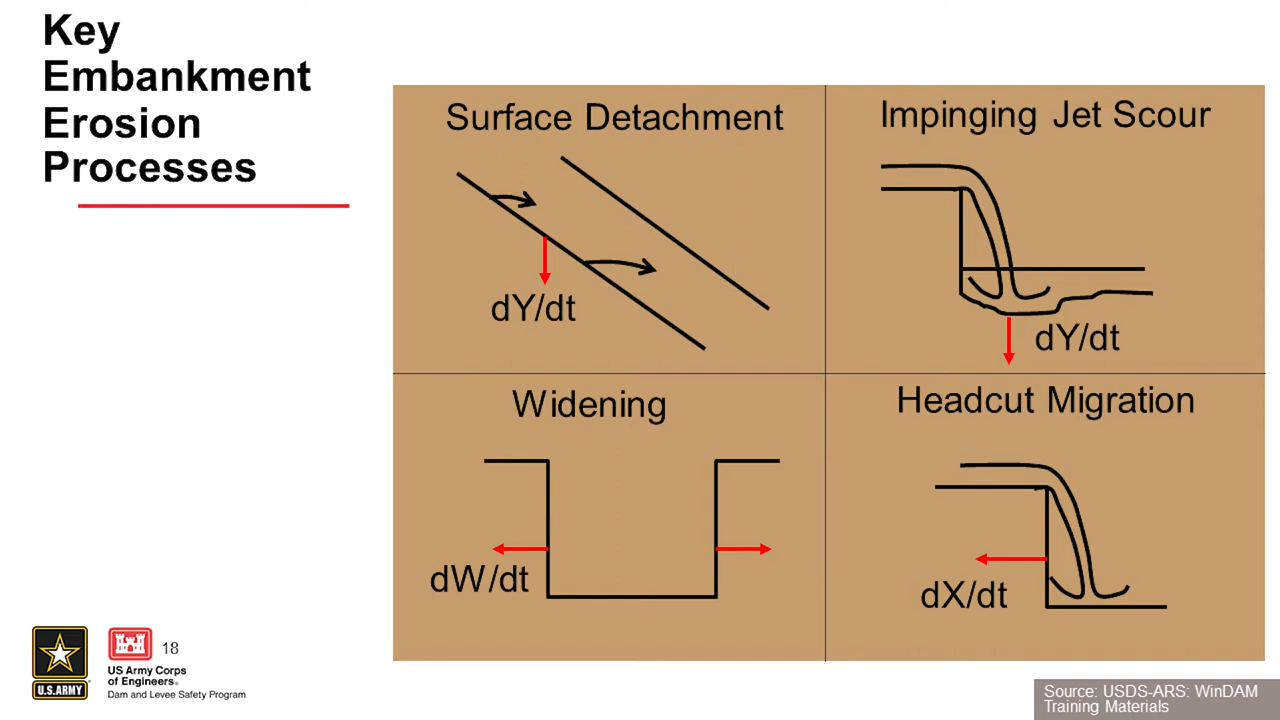 Key
Embankment
Erosion
Processes
Surface Detachment
dY/dt
Impinging Jet Scour
dY/dt
Widening
dW/dt
Headcut Migration
dX/dt
U.S.ARMY
US Army Corps
of Engineers®
Dam and Levee Safety Program
18
Source: USDS-ARS: WinDAM
Training Materials